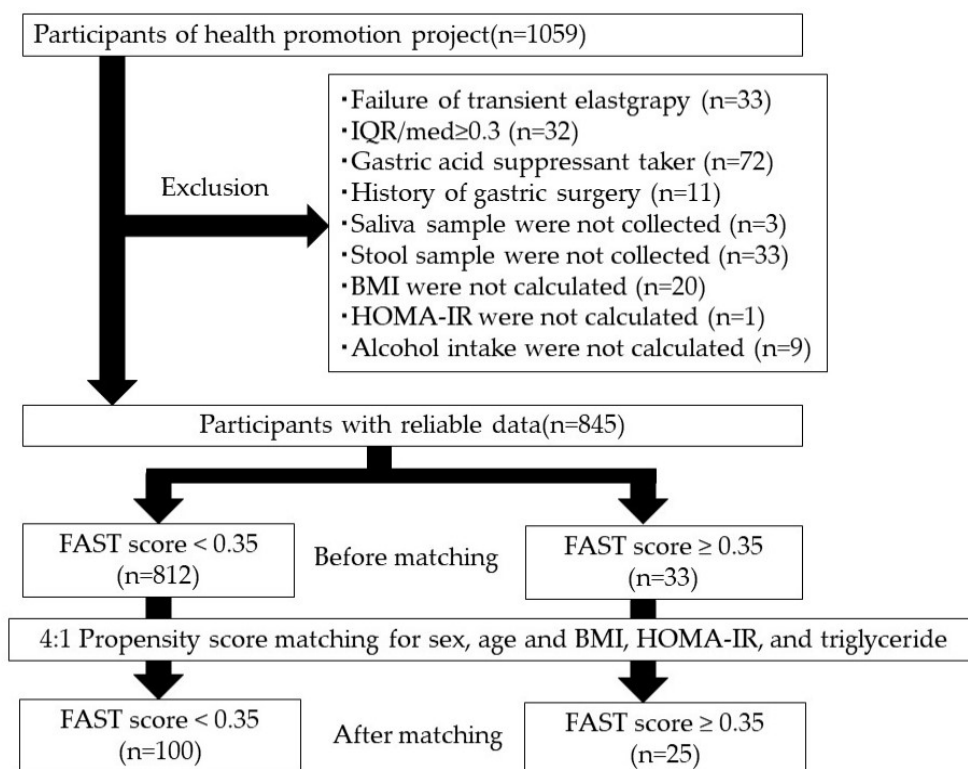 Participants of health promotion project(n=1059)
Exclusion
・Failure of transient elastgrapy (n=33)
・IQR/med≥0.3 (n=32)
・Gastric acid suppressant taker (n=72)
・History of gastric surgery (n=11)
・Saliva sample were not collected (n=3)
・Stool sample were not collected (n=33)
・BMI were not calculated (n=20)
・HOMA-IR were not calculated (n=1)
・Alcohol intake were not calculated (n=9)
Participants with reliable data(n=845)
FAST score < 0.35
(n=812)
Before matching
FAST score ≥ 0.35
(n=33)
4:1 Propensity score matching for sex, age and BMI, HOMA-IR, and triglyceride
FAST score < 0.35
(n=100)
After matching
FAST score ≥ 0.35
(n=25)